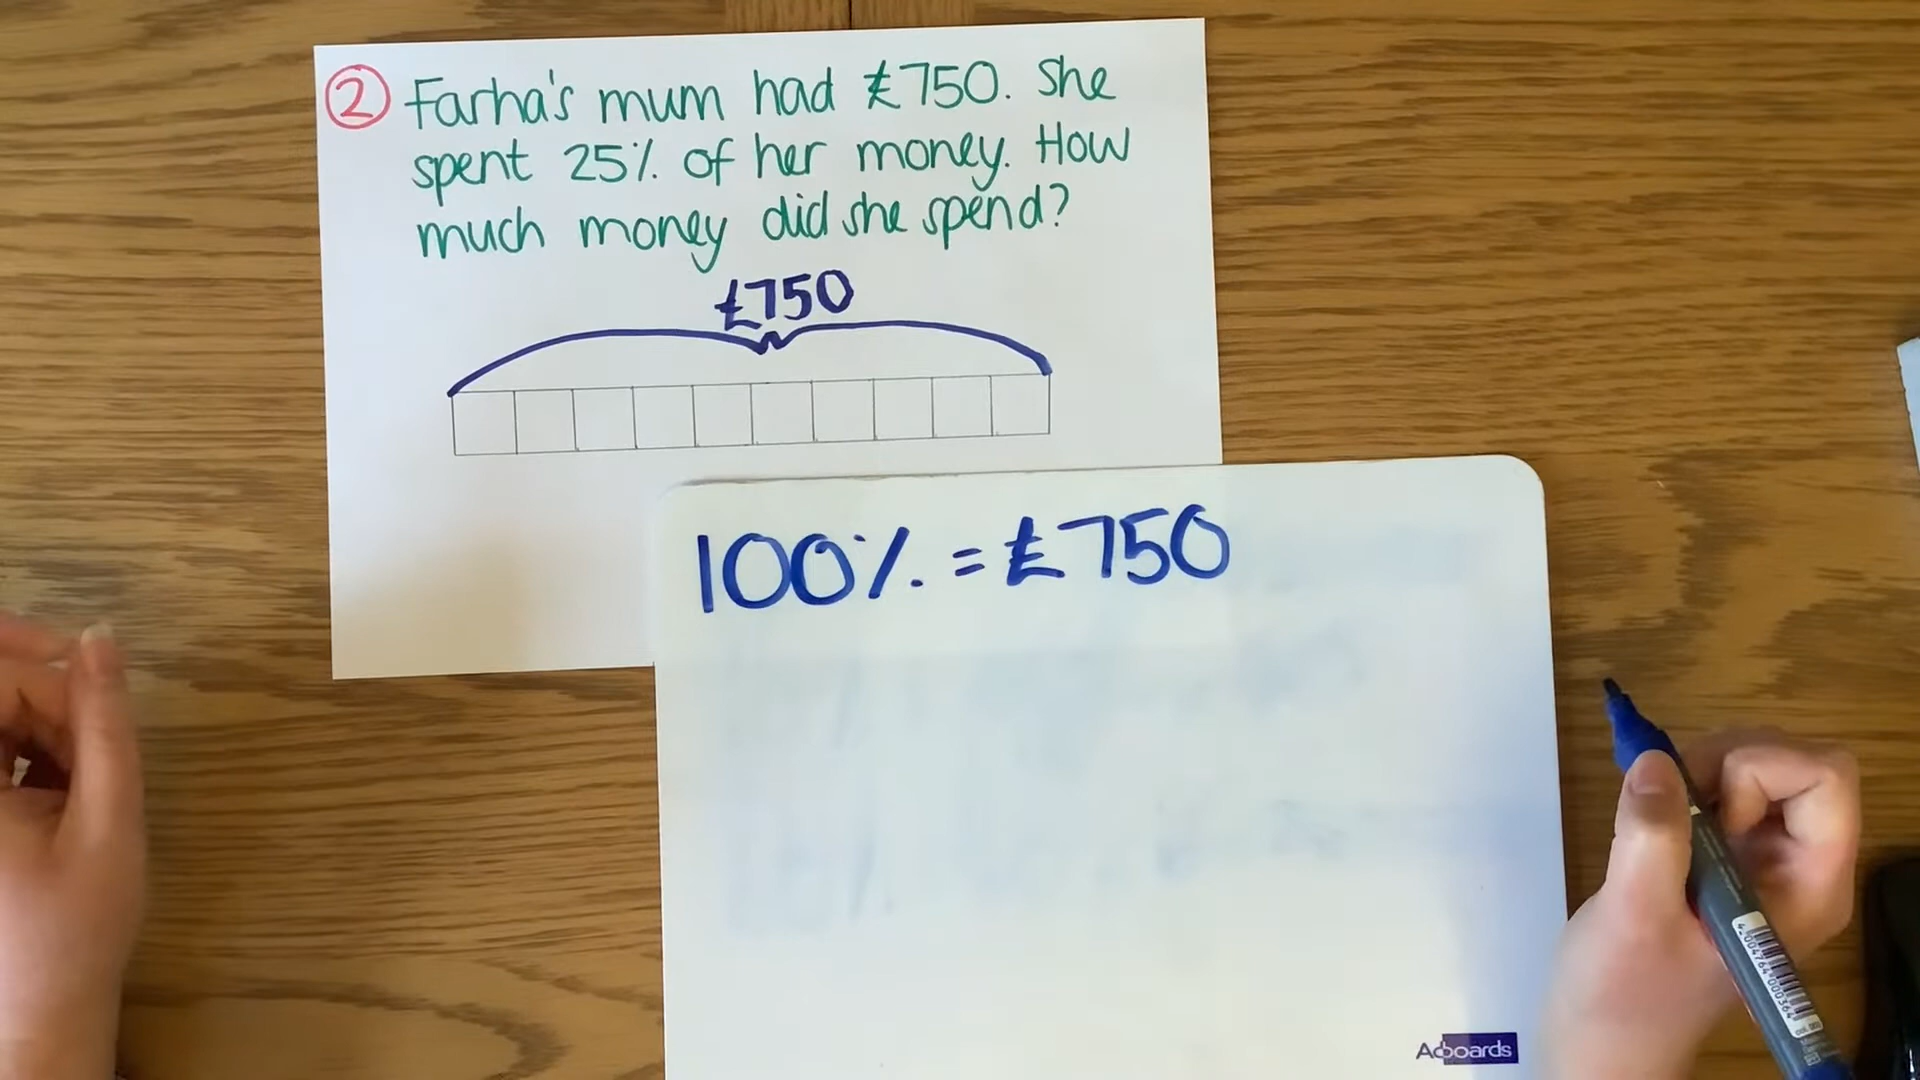 2 Farha's mum had £750. She
spent 25% of her money. How
much money did she spend?
£750
100% = £750
Acboards